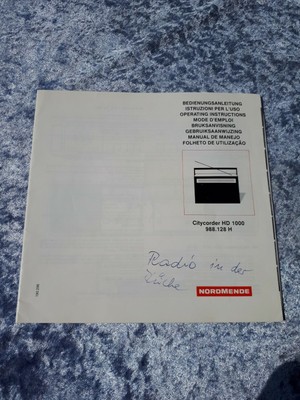 BEDIENUNGSANLEITUNG
ISTRUZIONI PER L'USO
OPERATING INSTRUCTIONS
MODE D'EMPLOI
BRUKSANVISNING
GEBRUIKSAANWIJZING
MANUAL DE MANEJO
FOLHETO DE UTILIZAÇÃO
Citycorder HD 1000
988.128 H
Radio in der
Küche
NORDMENDE